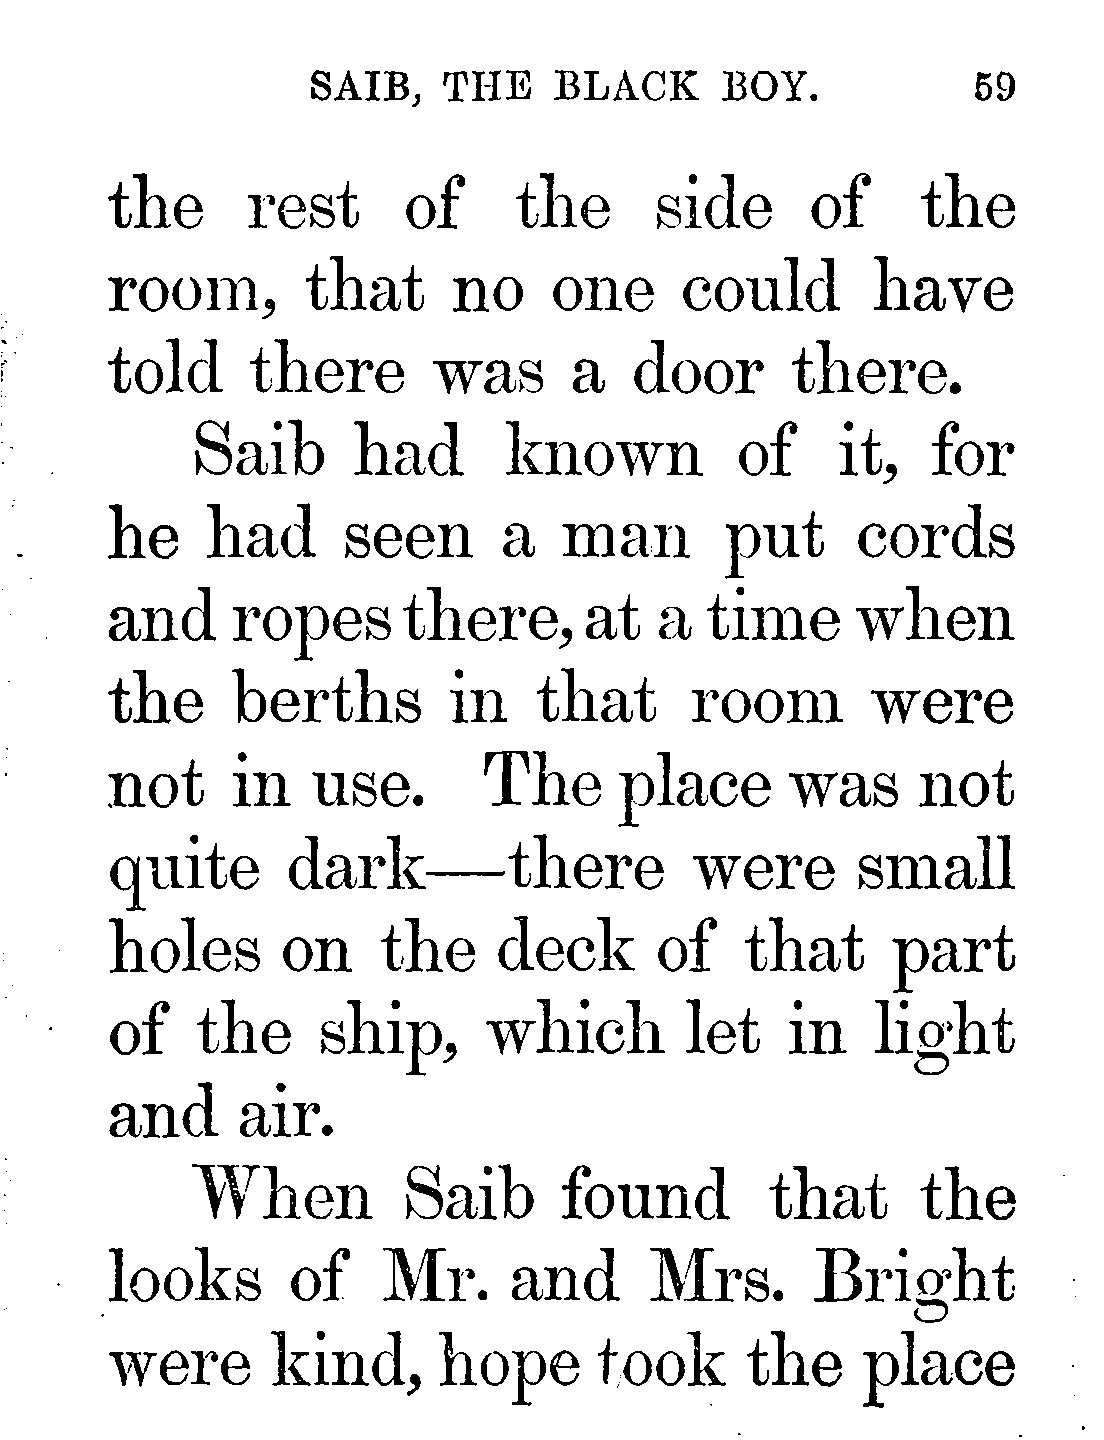 SAIB, THE BLACK BOY. 59
the rest of the side of the
room, that no one could have
told there was a door there.
Saib had known of it, for
he had seen a man put cords
and ropes there, at a time when
the berths in that room were
not in use. The place was not
quite dark—there were small
holes on the deck of that part
of the ship, which let in light
and air.
When Saib found that the
looks of Mr. and Mrs. Bright
were kind, hope took the place